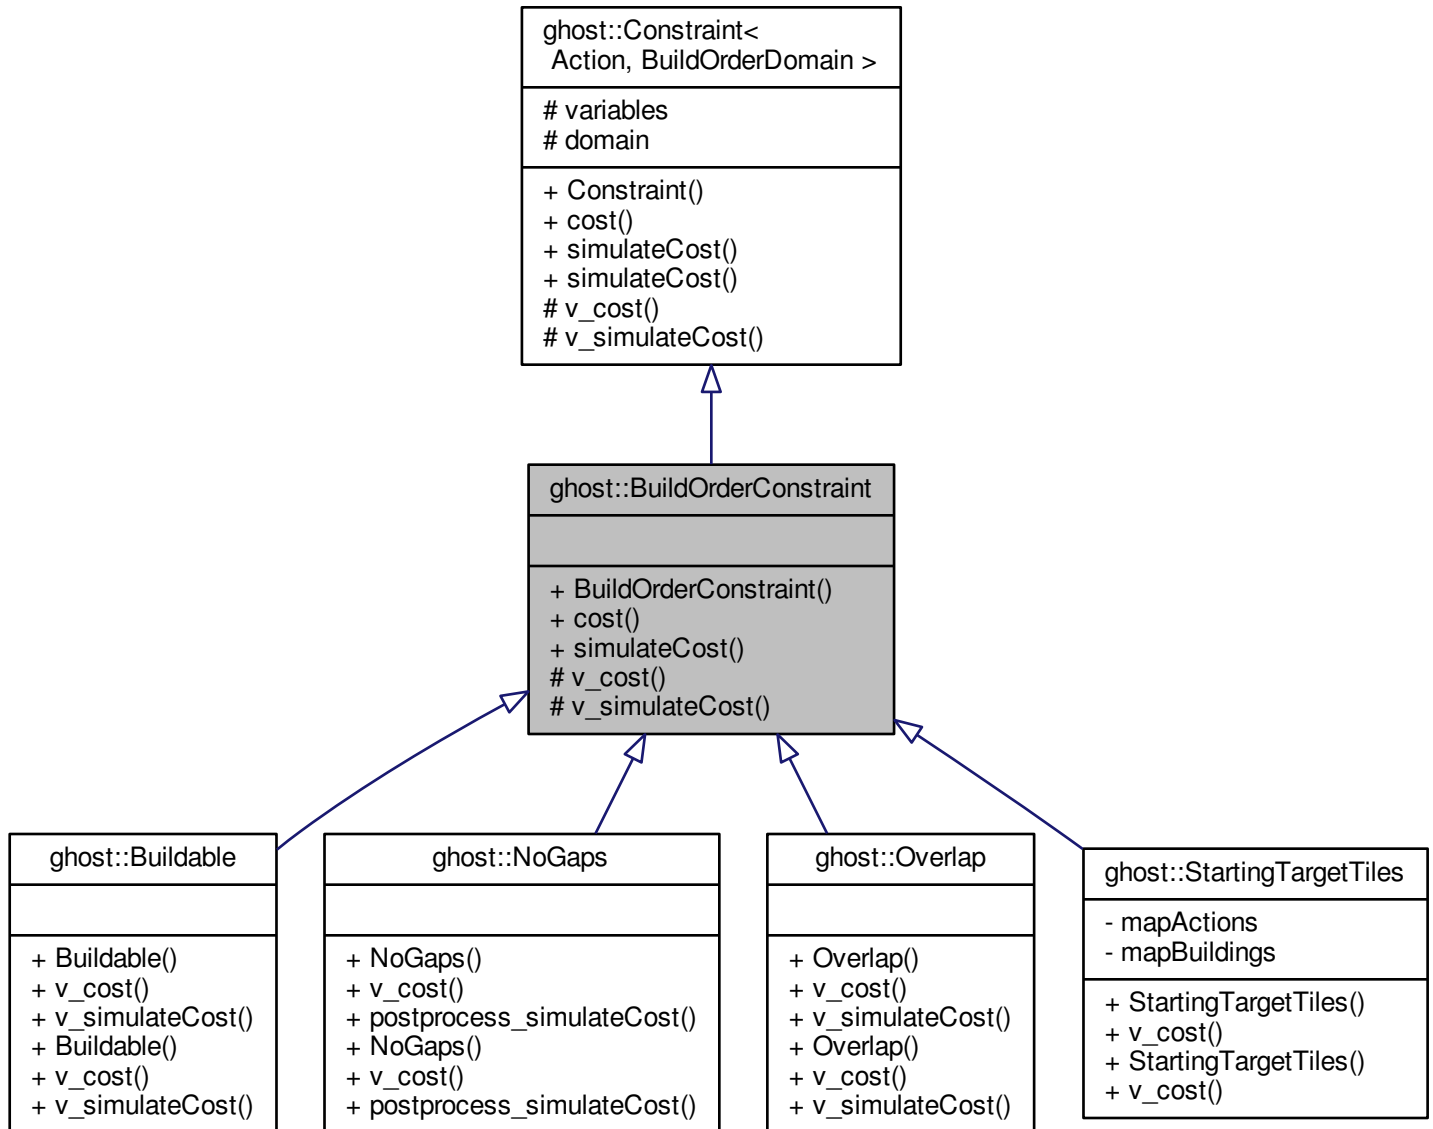 ghost::Constraint<
Action, BuildOrderDomain >
# variables
# domain
+ Constraint()
+ cost()
+ simulateCost()
+ simulateCost()
# v_cost()
# v_simulateCost()
ghost::BuildOrderConstraint
+ BuildOrderConstraint()
+ cost()
+ simulateCost()
# v_cost()
# v_simulateCost()
ghost::Buildable
+ Buildable()
+ v_cost()
+ v_simulateCost()
+ Buildable()
+ v_cost()
+ v_simulateCost()
ghost::NoGaps
+ NoGaps()
+ v_cost()
+ postprocess_simulateCost()
+ NoGaps()
+ v_cost()
+ postprocess_simulateCost()
ghost::Overlap
+ Overlap()
+ v_cost()
+ v_simulateCost()
+ Overlap()
+ v_cost()
+ v_simulateCost()
ghost::StartingTargetTiles
- mapActions
- mapBuildings
+ StartingTargetTiles()
+ v_cost()
+ StartingTargetTiles()
+ v_cost()